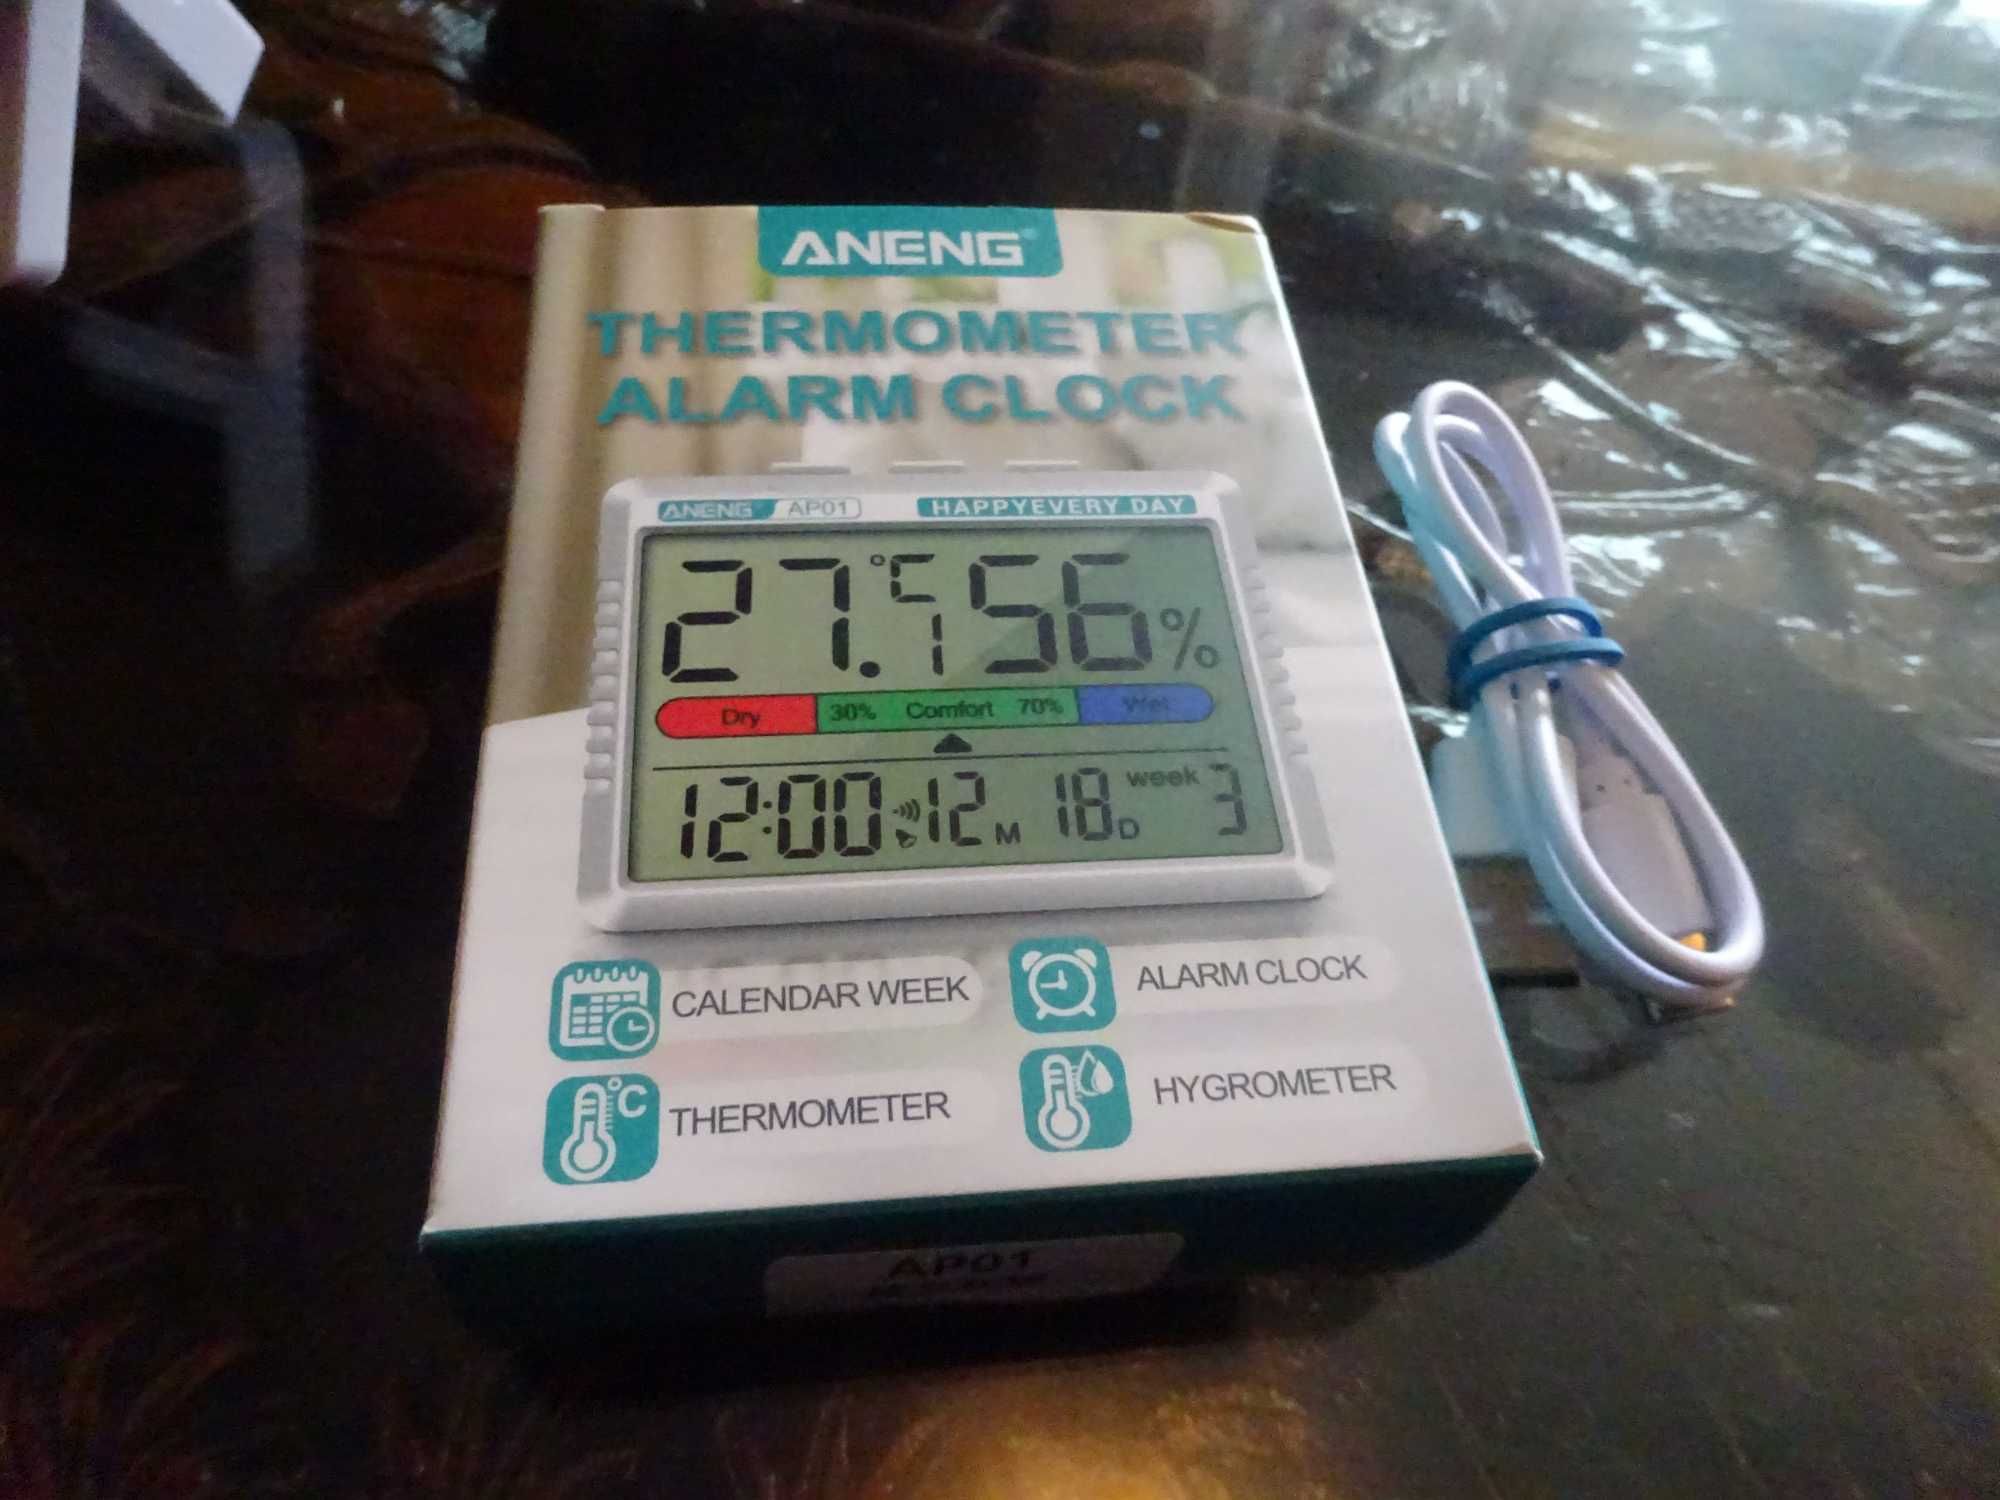 ANENG
THERMOMETER
ALARM CLOCK
ANENG AP01 HAPPYEVERY DAY
27.1 °C 56 %
Dry 30% Comfort 70% Wet
12:00 12 M 18 D week 3
CALENDAR WEEK ALARM CLOCK
°C THERMOMETER HYGROMETER
AP01